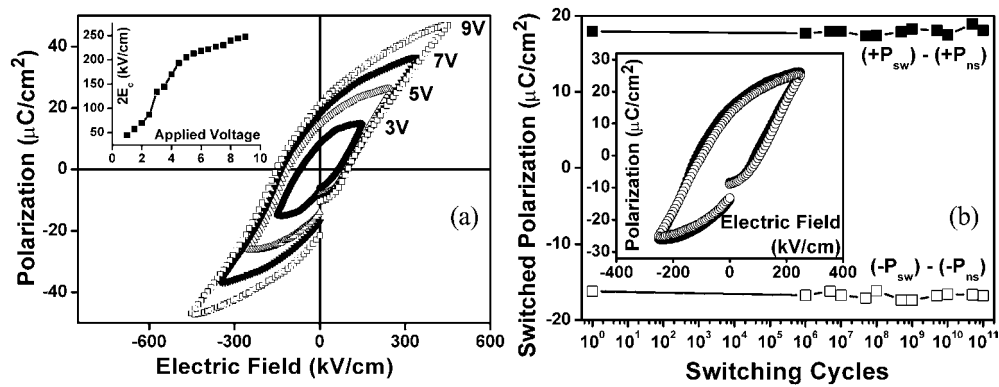 250
200
150
100
50
2E_c (kV/cm)
0 2 4 6 8 10
Applied Voltage
9V
7V
5V
3V
40
20
0
-20
-40
Polarization (μC/cm²)
(a)
-600 -300 0 300 600
Electric Field (kV/cm)
20
10
0
-10
-20
Switched Polarization (μC/cm²)
(+P_sw) - (+P_ns)
30
20
10
0
-10
-20
-30
Polarization (μC/cm²)
Electric Field
(kV/cm)
-400 -200 0 200 400
(b)
(-P_sw) - (-P_ns)
10⁰ 10¹ 10² 10³ 10⁴ 10⁵ 10⁶ 10⁷ 10⁸ 10⁹ 10¹⁰ 10¹¹
Switching Cycles